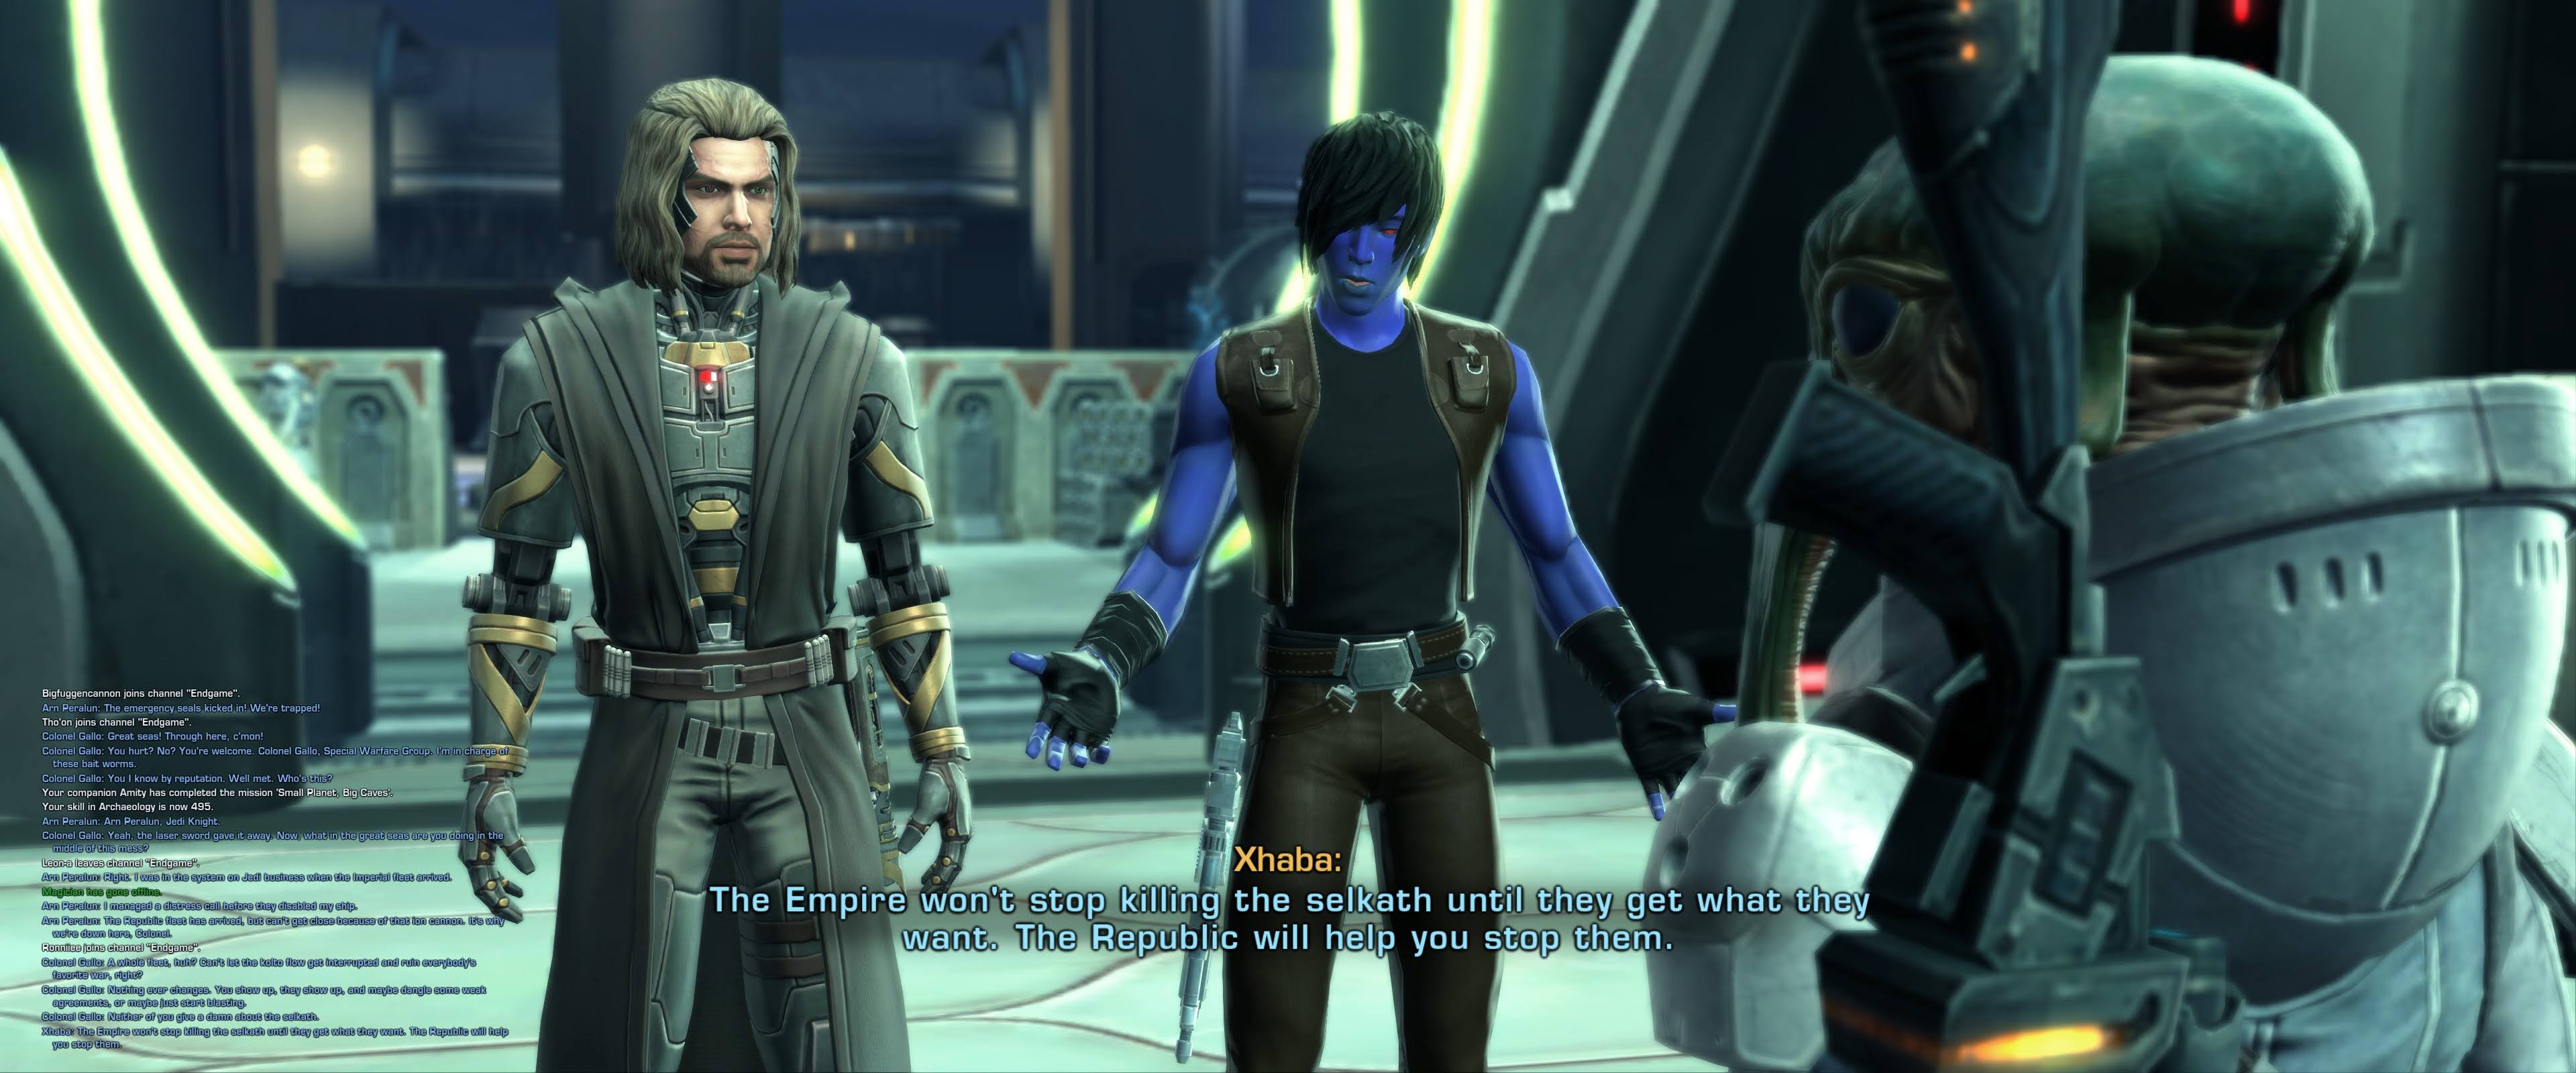 Bigfuggencannon joins channel "Endgame".
Arn Peralun: The emergency seals kicked in! We're trapped!
Tho'on joins channel "Endgame".
Colonel Gallo: Great seas! Through here, c'mon!
Colonel Gallo: You hurt? No? You're welcome. Colonel Gallo, Special Warfare Group. I'm in charge of
these bait worms.
Colonel Gallo: You I know by reputation. Well met. Who's this?
Your companion Amity has completed the mission 'Small Planet, Big Caves'.
Your skill in Archaeology is now 495.
Arn Peralun: Arn Peralun, Jedi Knight.
Colonel Gallo: Yeah, the laser sword gave it away. Now, what in the great seas are you doing in the
middle of this mess?
Leon-a leaves channel "Endgame".
Arn Peralun: Right. I was in the system on Jedi business when the Imperial fleet arrived.
Magician has gone offline.
Arn Peralun: I managed a distress call before they disabled my ship.
Arn Peralun: The Republic fleet has arrived, but can't get close because of that ion cannon. It's why
we're down here, Colonel.
Ronniiee joins channel "Endgame".
Colonel Gallo: A whole fleet, huh? Can't let the kolto flow get interrupted and ruin everybody's
favorite war, right?
Colonel Gallo: Nothing ever changes. You show up, they show up, and maybe dangle some weak
agreements, or maybe just start blasting.
Colonel Gallo: Neither of you give a damn about the selkath.
Xhaba: The Empire won't stop killing the selkath until they get what they want. The Republic will help
you stop them.
Xhaba:
The Empire won't stop killing the selkath until they get what they
want. The Republic will help you stop them.